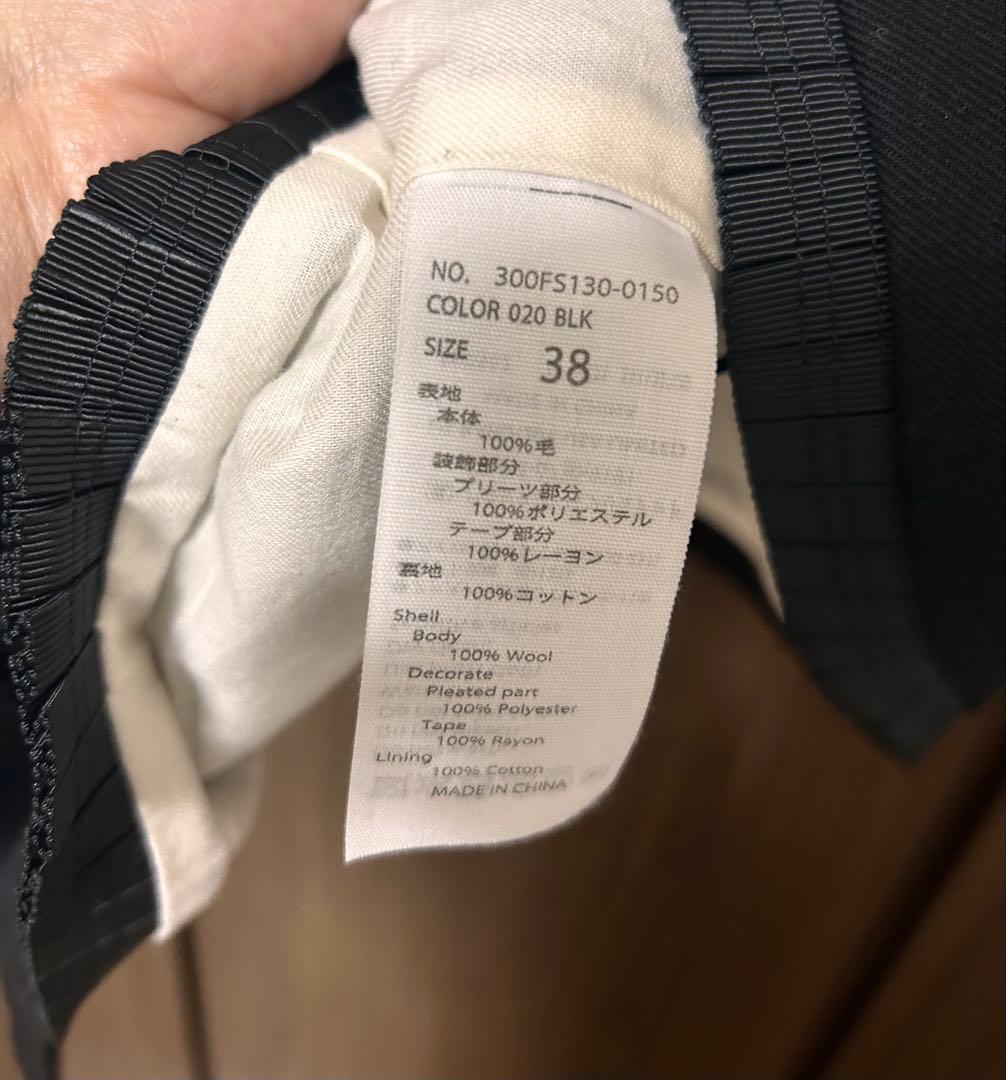 NO. 300FS130-0150
COLOR 020 BLK
SIZE 38
表地
本体
100%毛
装飾部分
プリーツ部分
100%ポリエステル
テープ部分
100%レーヨン
裏地
100%コットン
Shell
Body
100% Wool
Decorate
Pleated part
100% Polyester
Tape
100% Rayon
Lining
100% Cotton
MADE IN CHINA